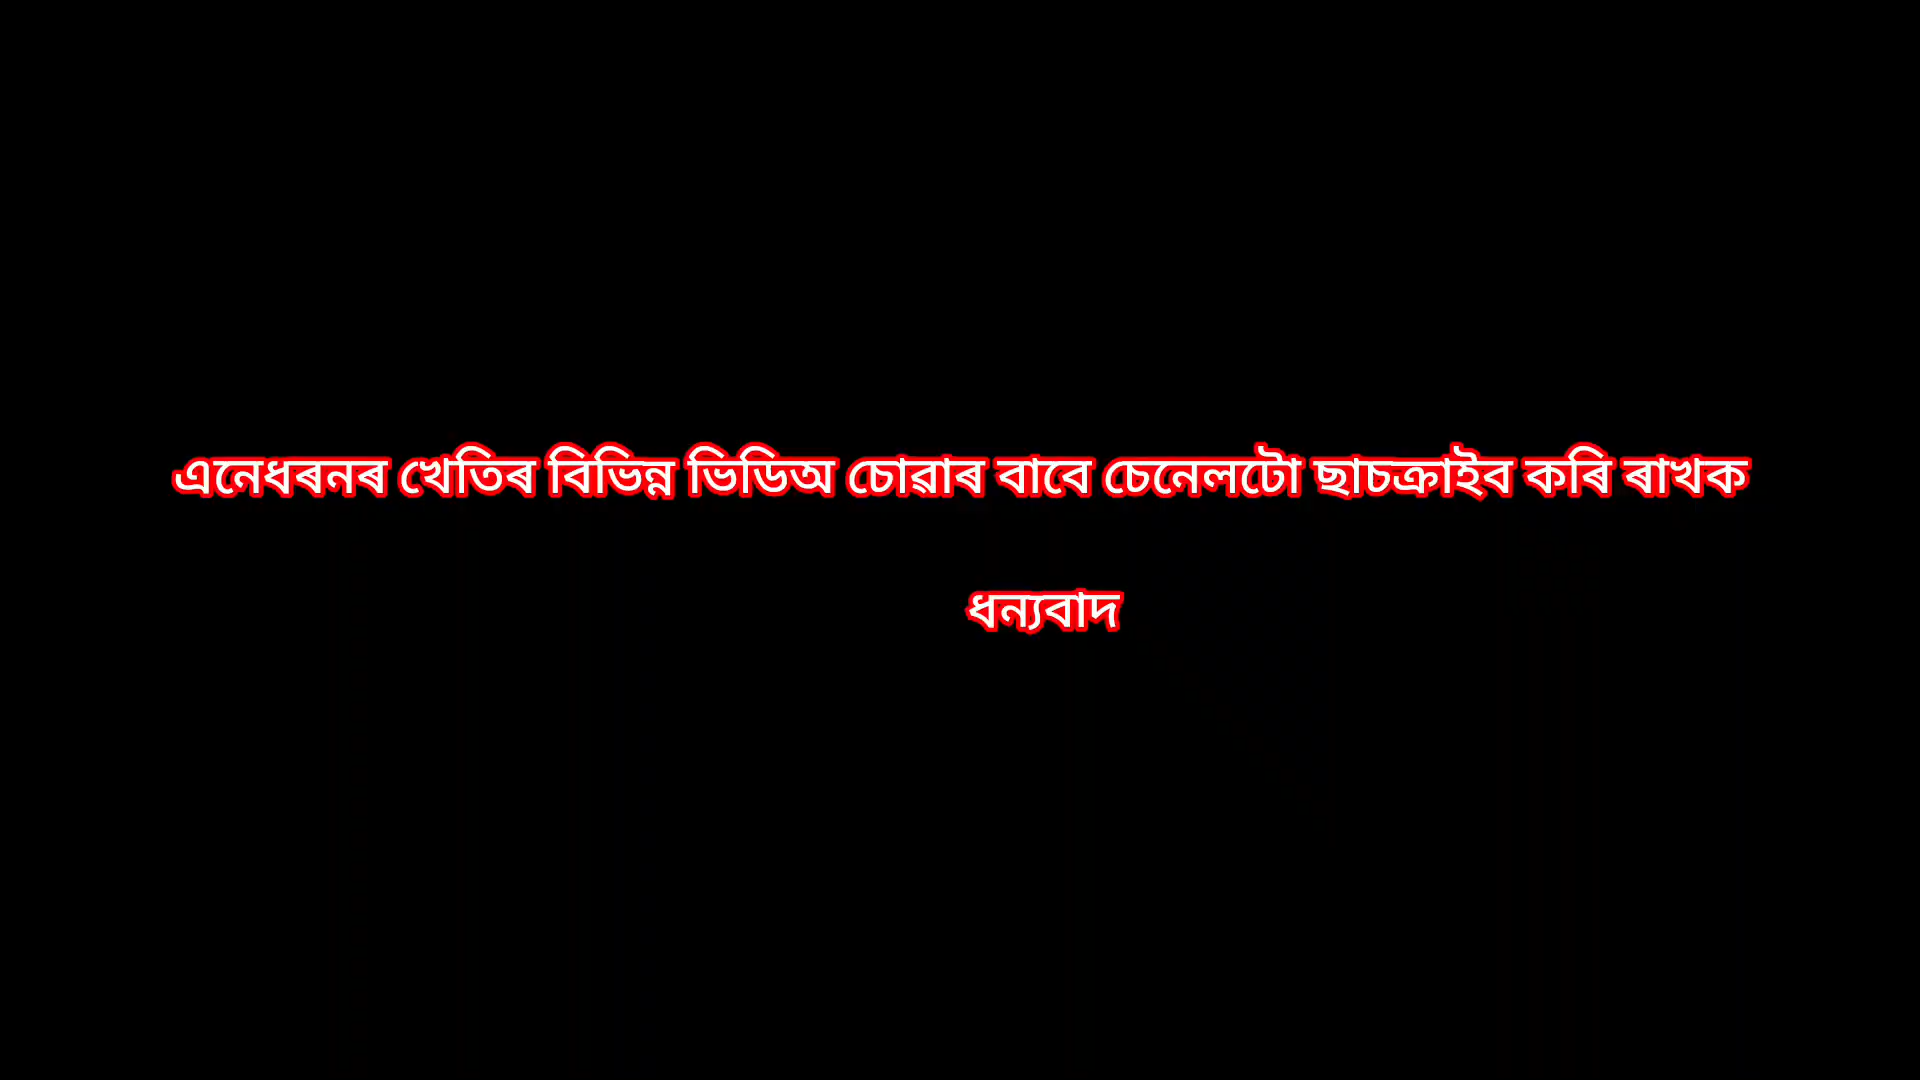 এনেধৰনৰ খেতিৰ বিভিন্ন ভিডিঅ চোৱাৰ বাবে চেনেলটো ছাচক্ৰাইব কৰি ৰাখক
ধন্যবাদ